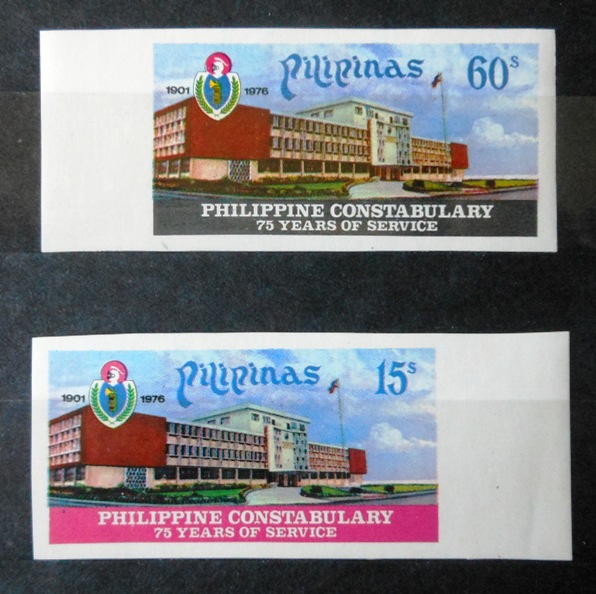 Pilipinas 60s
1901 1976
PHILIPPINE CONSTABULARY
75 YEARS OF SERVICE
Pilipinas 15s
1901 1976
PHILIPPINE CONSTABULARY
75 YEARS OF SERVICE